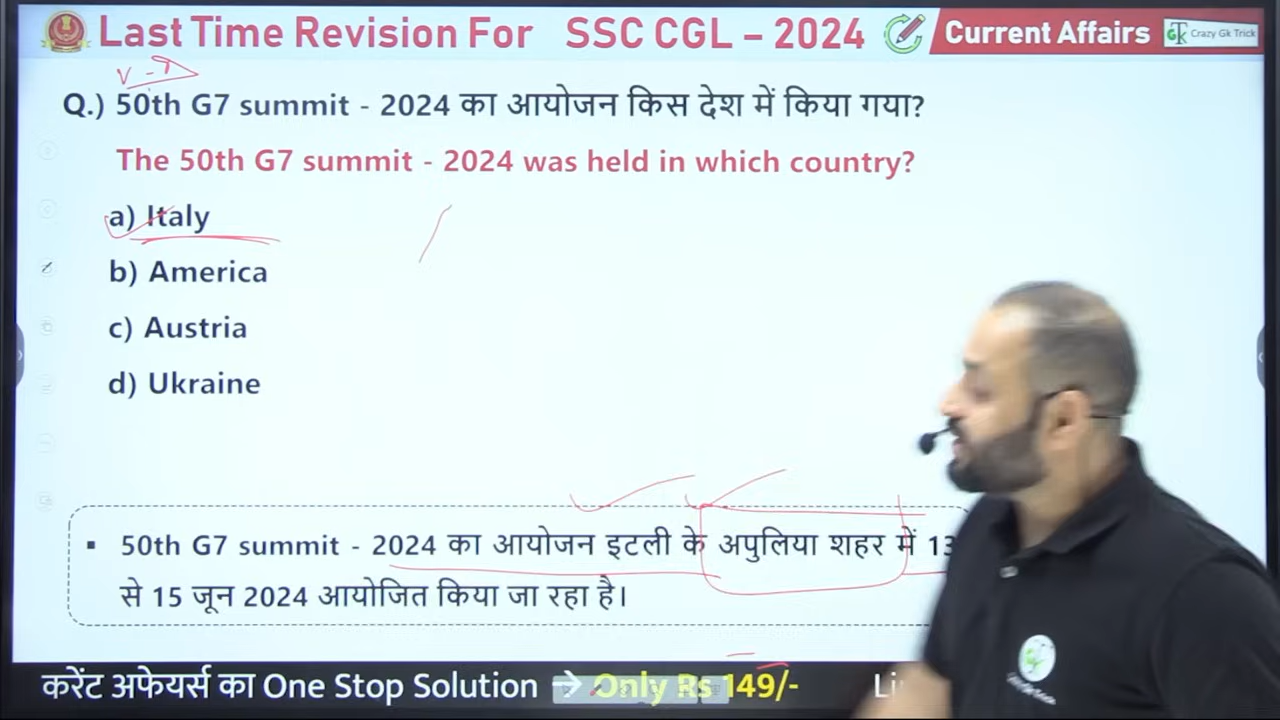 Last Time Revision For SSC CGL – 2024
Current Affairs
Crazy Gk Trick
Q.) 50th G7 summit - 2024 का आयोजन किस देश में किया गया?
The 50th G7 summit - 2024 was held in which country?
a) Italy
b) America
c) Austria
d) Ukraine
▪ 50th G7 summit - 2024 का आयोजन इटली के अपुलिया शहर में 13
से 15 जून 2024 आयोजित किया जा रहा है।
करेंट अफेयर्स का One Stop Solution → Only Rs 149/-